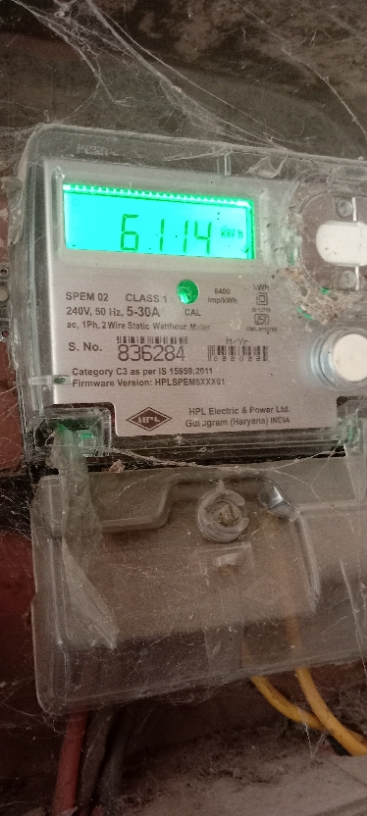 6114 kWh
SPEM 02 CLASS 1 6400 imp/kWh
240V, 50 Hz, 5-30A CAL
ac, 1Ph, 2 Wire Static Watthour Meter
S. No. 836284
Category C3 as per IS 15959:2011
Firmware Version: HPLSPEM5XXX01
HPL
HPL Electric & Power Ltd.
Gurugram (Haryana) INDIA